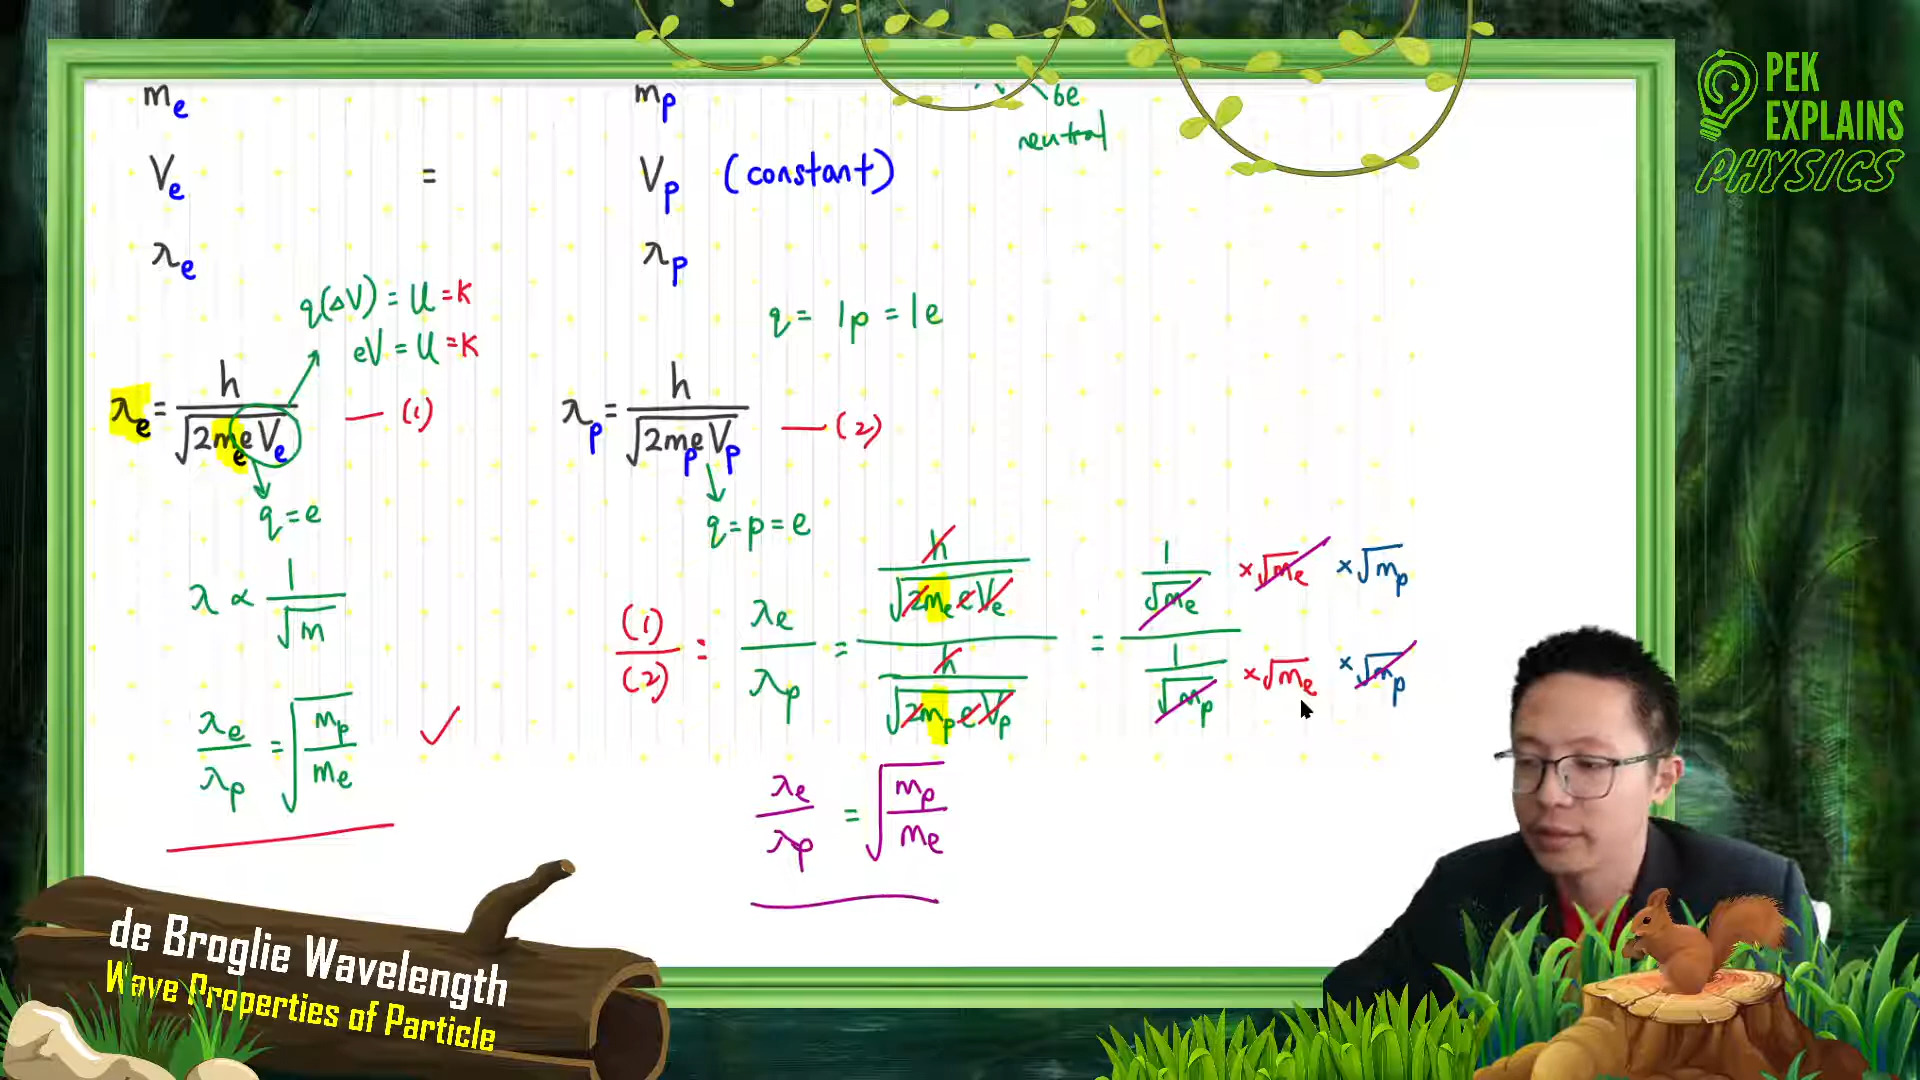 mₑ mₚ be
neutral
Vₑ = Vₚ (constant)
λₑ λₚ
q(ΔV) = U = K
eV = U = K
q = 1p = 1e
λₑ = h / √(2mₑeVₑ) — (1)
λₚ = h / √(2mₚeVₚ) — (2)
q = e
q = p = e
λ ∝ 1 / √m
(1) / (2) = λₑ / λₚ = (h / √(2mₑeVₑ)) / (h / √(2mₚeVₚ)) = (1 / √mₑ) / (1 / √mₚ) × √mₑ / × √mₑ × √mₚ / × √mₚ
λₑ / λₚ = √(mₚ / mₑ) ✓
λₑ / λₚ = √(mₚ / mₑ)
de Broglie Wavelength
Wave Properties of Particle
PEK
EXPLAINS
PHYSICS